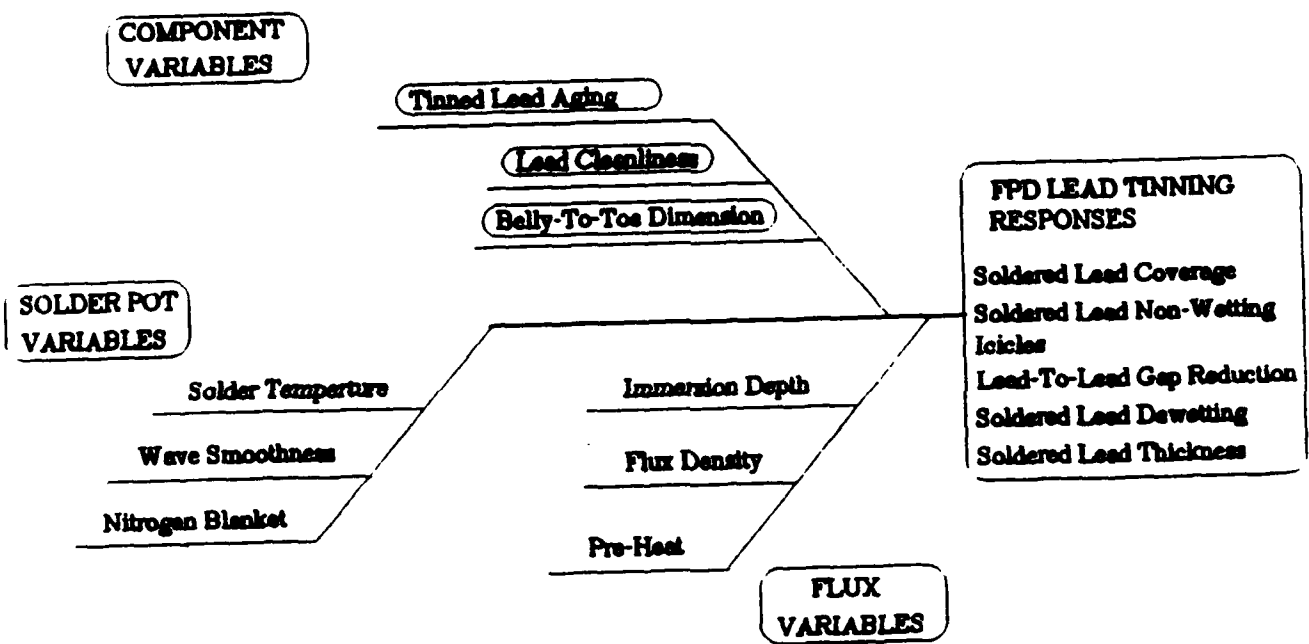 COMPONENT
VARIABLES
Tinned Lead Aging
Lead Cleanliness
Belly-To-Toe Dimension
SOLDER POT
VARIABLES
Solder Temperture
Wave Smoothness
Nitrogen Blanket
Immersion Depth
Flux Density
Pre-Heat
FLUX
VARIABLES
FPD LEAD TINNING
RESPONSES
Soldered Lead Coverage
Soldered Lead Non-Wetting
Icicles
Lead-To-Lead Gap Reduction
Soldered Lead Dewetting
Soldered Lead Thickness